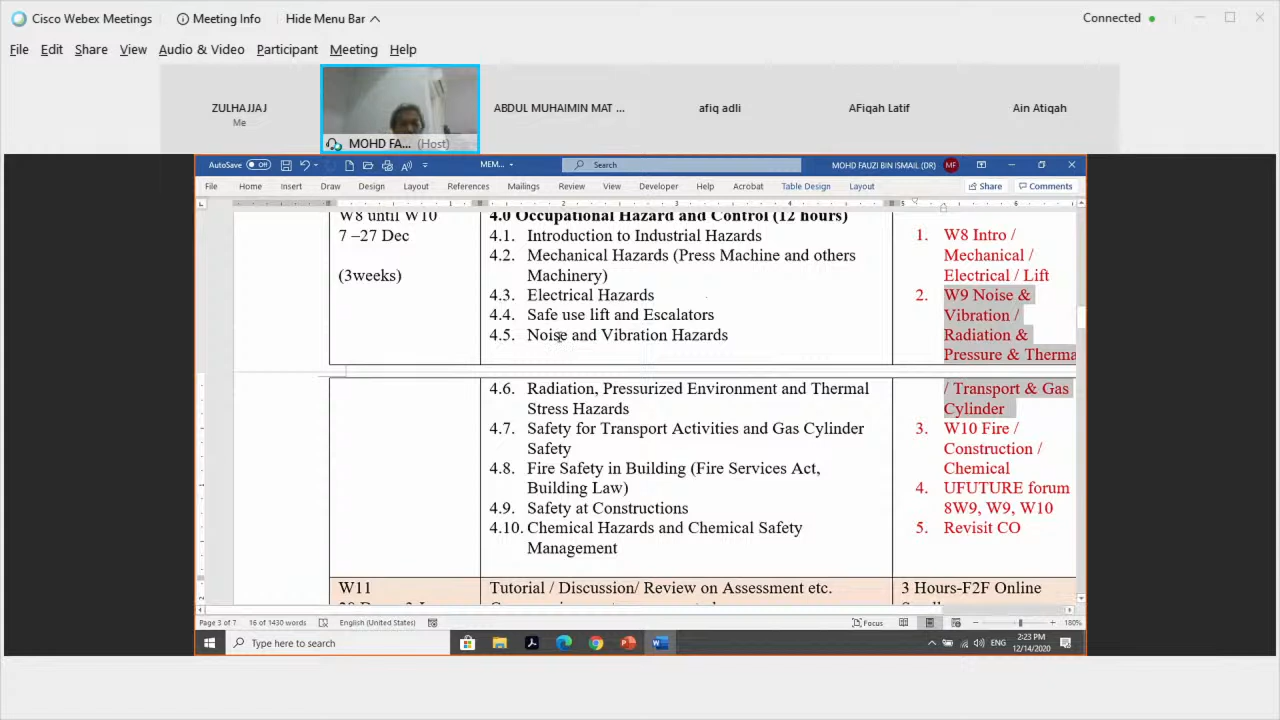 Cisco Webex Meetings
Meeting Info
Hide Menu Bar
Connected
File Edit Share View Audio & Video Participant Meeting Help
ZULHAJJAJ
Me
MOHD FA... (Host)
ABDUL MUHAIMIN MAT ...
afiq adli
AFiqah Latif
Ain Atiqah
AutoSave Off
MEM...
Search
MOHD FAUZI BIN ISMAIL (DR) MF
File Home Insert Draw Design Layout References Mailings Review View Developer Help Acrobat Table Design Layout Share Comments
W8 until W10
7 –27 Dec
(3weeks)
4.0 Occupational Hazard and Control (12 hours)
4.1. Introduction to Industrial Hazards
4.2. Mechanical Hazards (Press Machine and others
Machinery)
4.3. Electrical Hazards
4.4. Safe use lift and Escalators
4.5. Noise and Vibration Hazards
4.6. Radiation, Pressurized Environment and Thermal
Stress Hazards
4.7. Safety for Transport Activities and Gas Cylinder
Safety
4.8. Fire Safety in Building (Fire Services Act,
Building Law)
4.9. Safety at Constructions
4.10. Chemical Hazards and Chemical Safety
Management
1. W8 Intro /
Mechanical /
Electrical / Lift
2. W9 Noise &
Vibration /
Radiation &
Pressure & Therma
/ Transport & Gas
Cylinder
3. W10 Fire /
Construction /
Chemical
4. UFUTURE forum
8W9, W9, W10
5. Revisit CO
W11
Tutorial / Discussion/ Review on Assessment etc.
3 Hours-F2F Online
Page 3 of 7
16 of 1430 words
English (United States)
Focus
180%
Type here to search
ENG
2:23 PM
12/14/2020